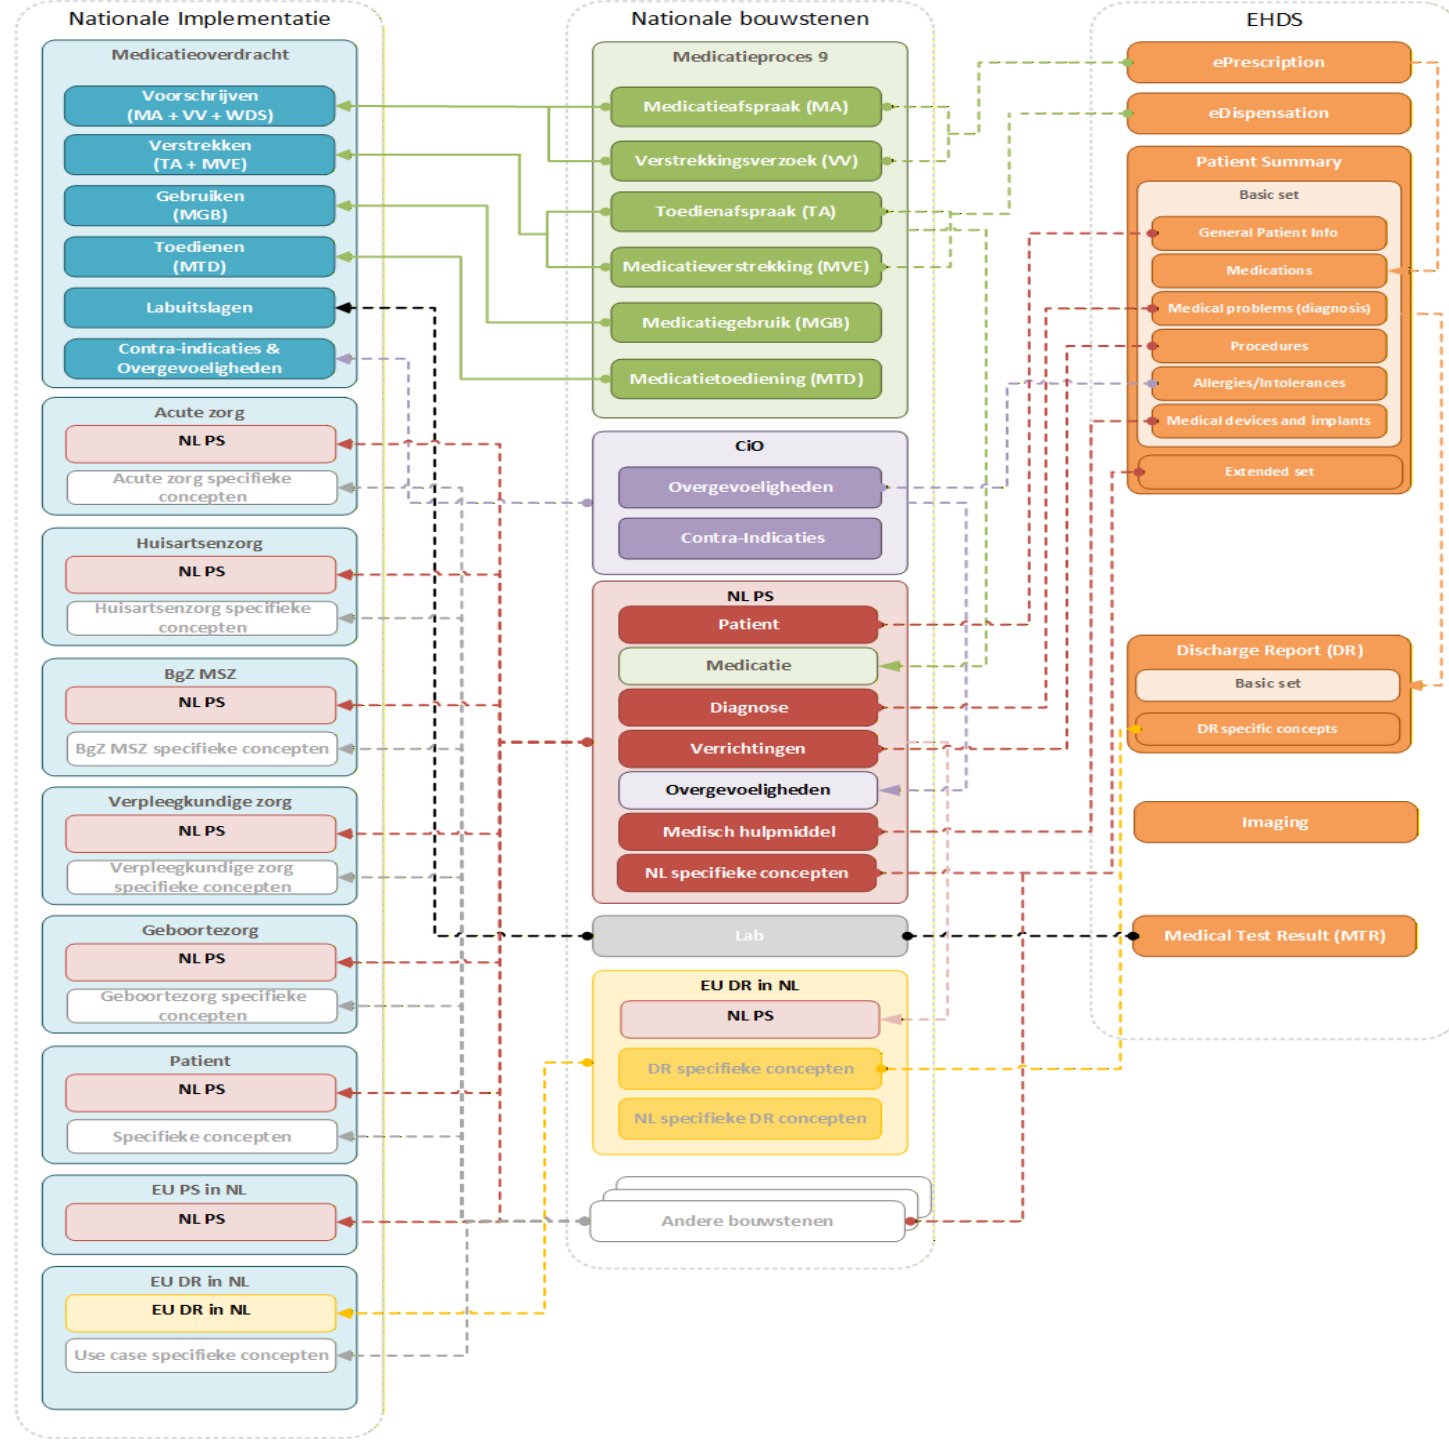 Nationale Implementatie
Medicatieoverdracht
Voorschrijven
(MA + VV + WDS)
Verstrekken
(TA + MVE)
Gebruiken
(MGB)
Toedienen
(MTD)
Labuitslagen
Contra-indicaties &
Overgevoeligheden
Acute zorg
NL PS
Acute zorg specifieke
concepten
Huisartsenzorg
NL PS
Huisartsenzorg specifieke
concepten
BgZ MSZ
NL PS
BgZ MSZ specifieke concepten
Verpleegkundige zorg
NL PS
Verpleegkundige zorg
specifieke concepten
Geboortezorg
NL PS
Geboortezorg specifieke
concepten
Patient
NL PS
Specifieke concepten
EU PS in NL
NL PS
EU DR in NL
EU DR in NL
Use case specifieke concepten
Nationale bouwstenen
Medicatieproces 9
Medicatieafspraak (MA)
Verstrekkingsverzoek (VV)
Toedienafspraak (TA)
Medicatieverstrekking (MVE)
Medicatiegebruik (MGB)
Medicatietoediening (MTD)
CiO
Overgevoeligheden
Contra-Indicaties
NL PS
Patient
Medicatie
Diagnose
Verrichtingen
Overgevoeligheden
Medisch hulpmiddel
NL specifieke concepten
Lab
EU DR in NL
NL PS
DR specifieke concepten
NL specifieke DR concepten
Andere bouwstenen
EHDS
ePrescription
eDispensation
Patient Summary
Basic set
General Patient Info
Medications
Medical problems (diagnosis)
Procedures
Allergies/Intolerances
Medical devices and implants
Extended set
Discharge Report (DR)
Basic set
DR specific concepts
Imaging
Medical Test Result (MTR)